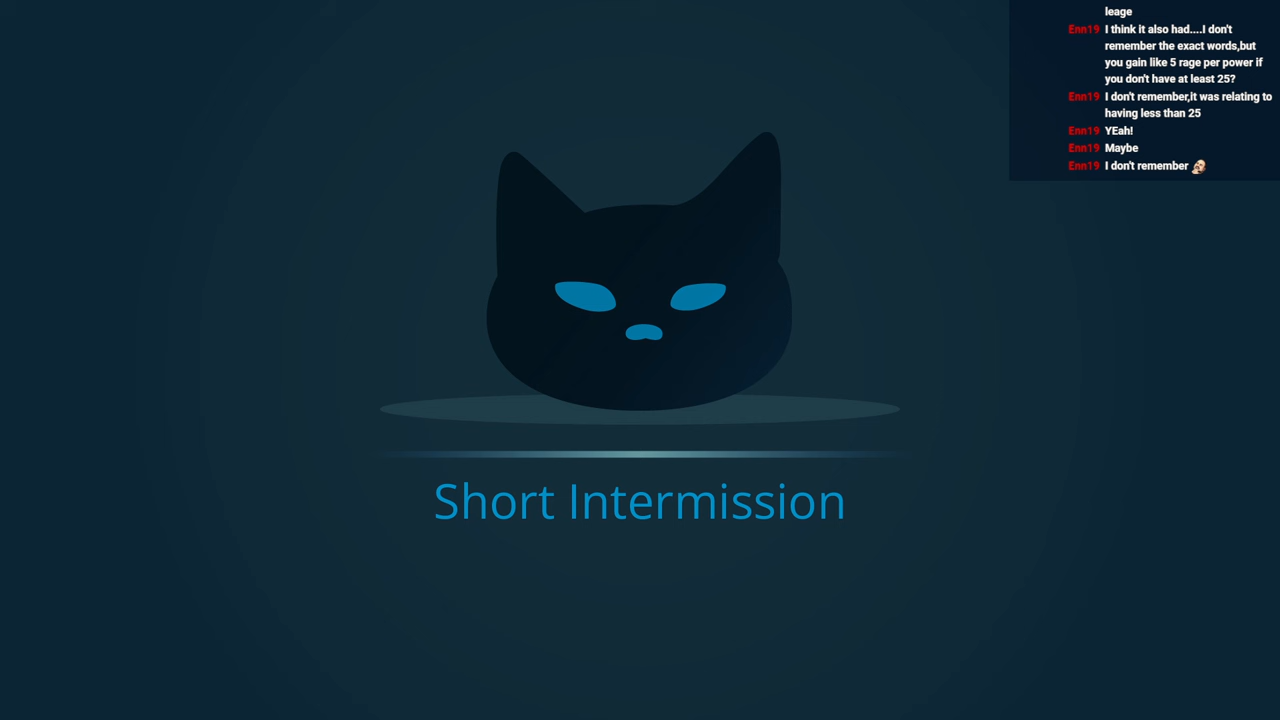 leage
Enn19 I think it also had....I don't
remember the exact words,but
you gain like 5 rage per power if
you don't have at least 25?
Enn19 I don't remember,it was relating to
having less than 25
Enn19 YEah!
Enn19 Maybe
Enn19 I don't remember
Short Intermission